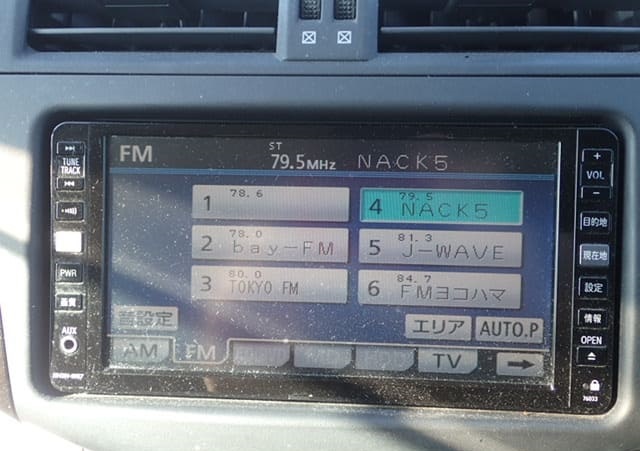 FM
ST
79.5MHz NACK5
1 78.6
4 79.5 NACK5
2 78.0 bay-FM
5 81.3 J-WAVE
3 80.0 TOKYO FM
6 84.7 FMヨコハマ
音設定
エリア
AUTO.P
AM
FM
TV
TUNE
TRACK
PWR
画質
AUX
+
VOL
-
目的地
現在地
設定
情報
OPEN